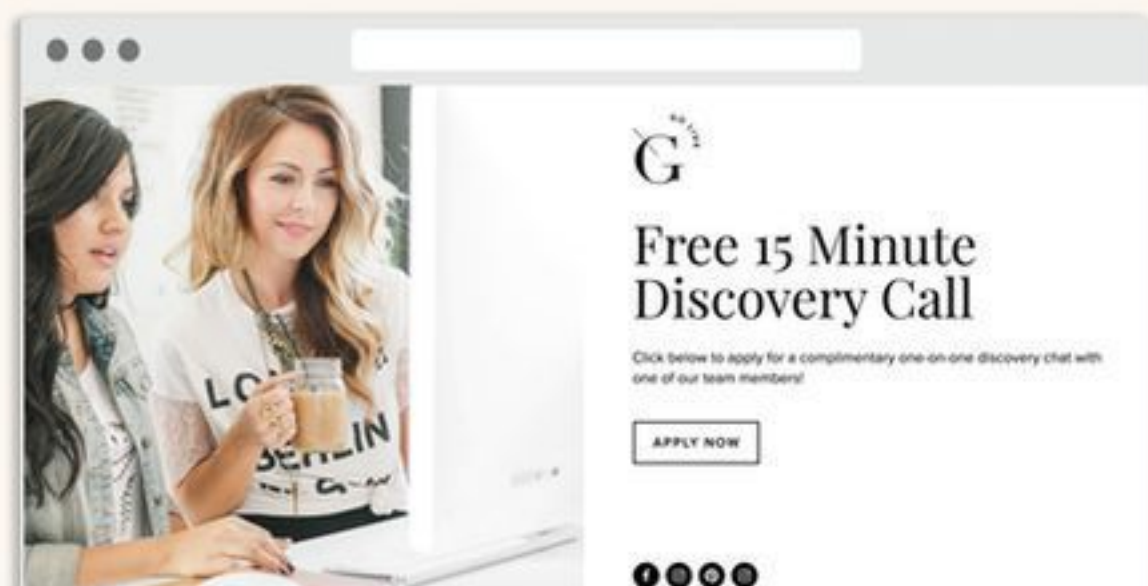 G
Free 15 Minute
Discovery Call
Click below to apply for a complimentary one-on-one discovery chat with
one of our team members!
APPLY NOW
BERLIN